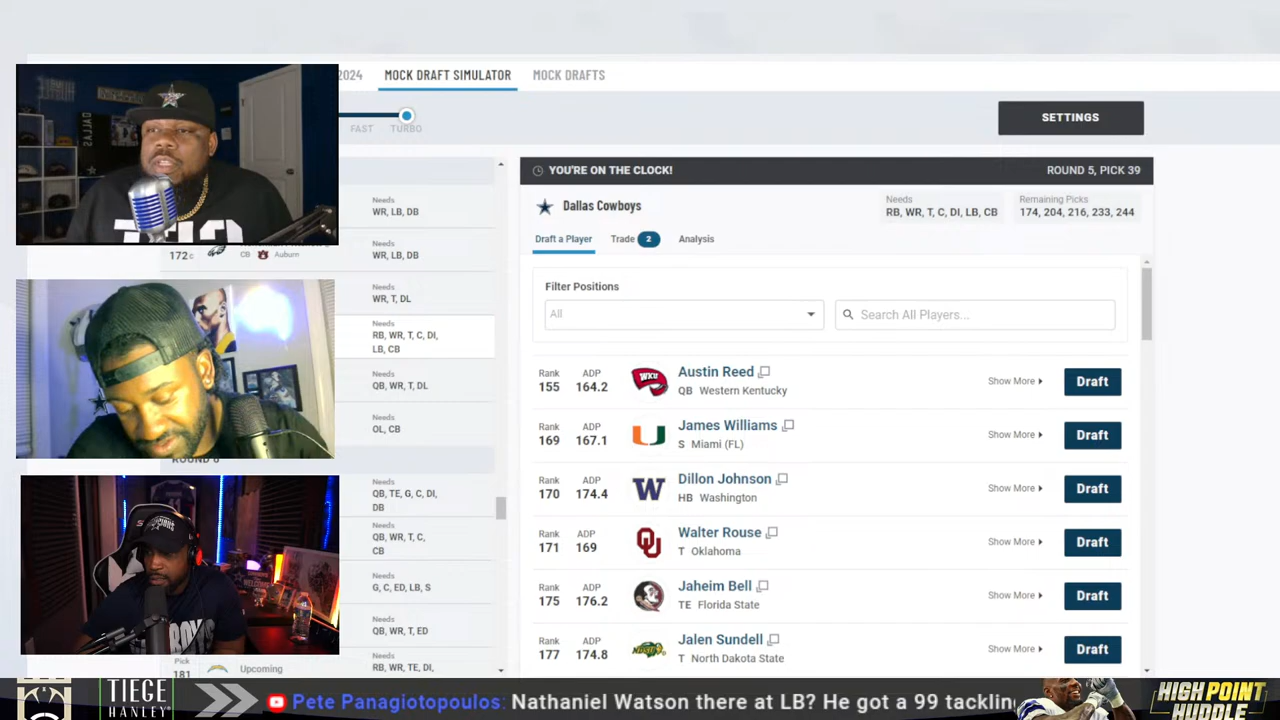 2024 MOCK DRAFT SIMULATOR MOCK DRAFTS
FAST TURBO
SETTINGS
Needs
WR, LB, DB
172 c CB Auburn
Needs
WR, LB, DB
Needs
WR, T, DL
Needs
RB, WR, T, C, DI,
LB, CB
Needs
QB, WR, T, DL
Needs
OL, CB
ROUND 6
Needs
QB, TE, G, C, DI,
DB
Needs
QB, WR, T, C,
CB
Needs
G, C, ED, LB, S
Needs
QB, WR, T, ED
Pick
181 Upcoming
Needs
RB, WR, TE, DI,
YOU'RE ON THE CLOCK! ROUND 5, PICK 39
Dallas Cowboys
Needs
RB, WR, T, C, DI, LB, CB
Remaining Picks
174, 204, 216, 233, 244
Draft a Player Trade 2 Analysis
Filter Positions
All Search All Players...
Rank ADP Austin Reed
155 164.2 QB Western Kentucky
Show More Draft
Rank ADP James Williams
169 167.1 S Miami (FL)
Show More Draft
Rank ADP Dillon Johnson
170 174.4 HB Washington
Show More Draft
Rank ADP Walter Rouse
171 169 T Oklahoma
Show More Draft
Rank ADP Jaheim Bell
175 176.2 TE Florida State
Show More Draft
Rank ADP Jalen Sundell
177 174.8 T North Dakota State
Show More Draft
TIEGE
HANLEY
Pete Panagiotopoulos: Nathaniel Watson there at LB? He got a 99 tacklin
HIGH POINT
HUDDLE